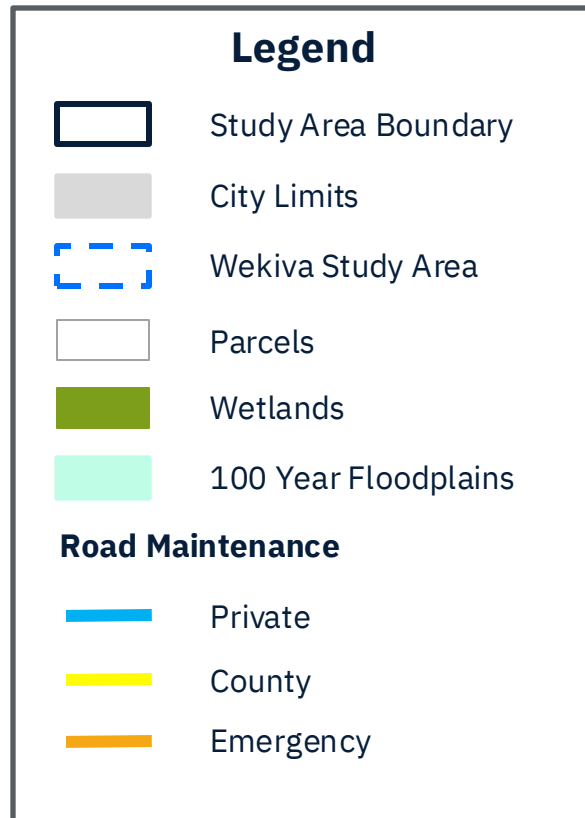 Legend
Study Area Boundary
City Limits
Wekiva Study Area
Parcels
Wetlands
100 Year Floodplains
Road Maintenance
Private
County
Emergency